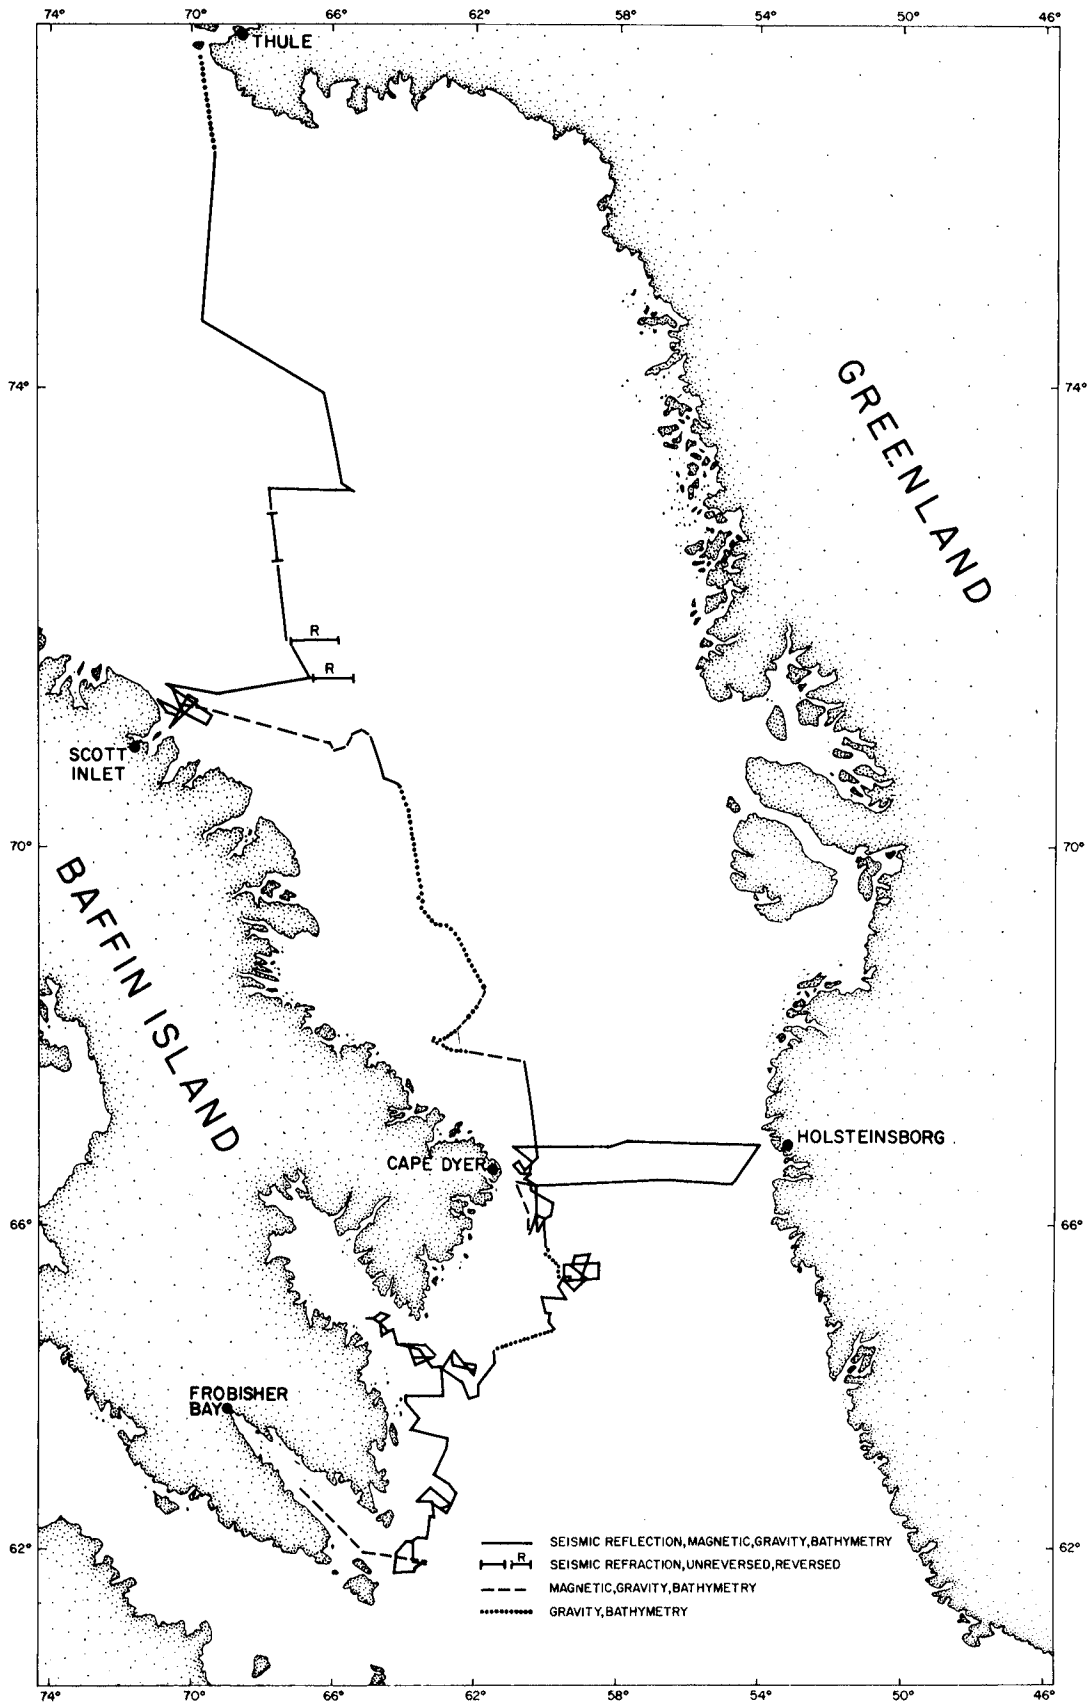 74° 70° 66° 62° 58° 54° 50° 46°
THULE
74° 74°
GREENLAND
R
R
SCOTT
INLET
70° 70°
BAFFIN ISLAND
HOLSTEINSBORG
CAPE DYER
66° 66°
FROBISHER
BAY
62° 62°
SEISMIC REFLECTION, MAGNETIC, GRAVITY, BATHYMETRY
R SEISMIC REFRACTION, UNREVERSED, REVERSED
MAGNETIC, GRAVITY, BATHYMETRY
GRAVITY, BATHYMETRY
74° 70° 66° 62° 58° 54° 50° 46°